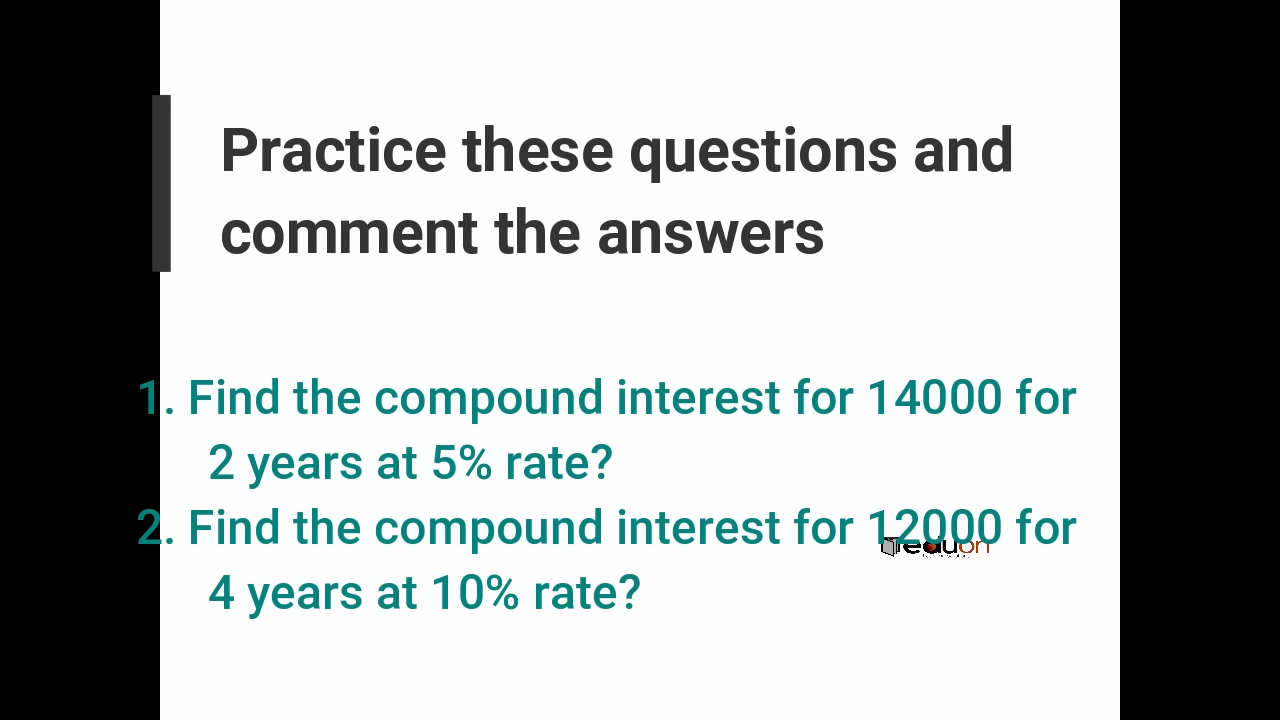 Practice these questions and
comment the answers
1. Find the compound interest for 14000 for
2 years at 5% rate?
2. Find the compound interest for 12000 for
4 years at 10% rate?
eduon